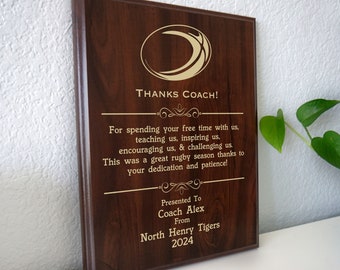 THANKS COACH!
For spending your free time with us,
teaching us, inspiring us,
encouraging us, & challenging us.
This was a great rugby season thanks to
your dedication and patience!
Presented To
Coach Alex
From
North Henry Tigers
2024